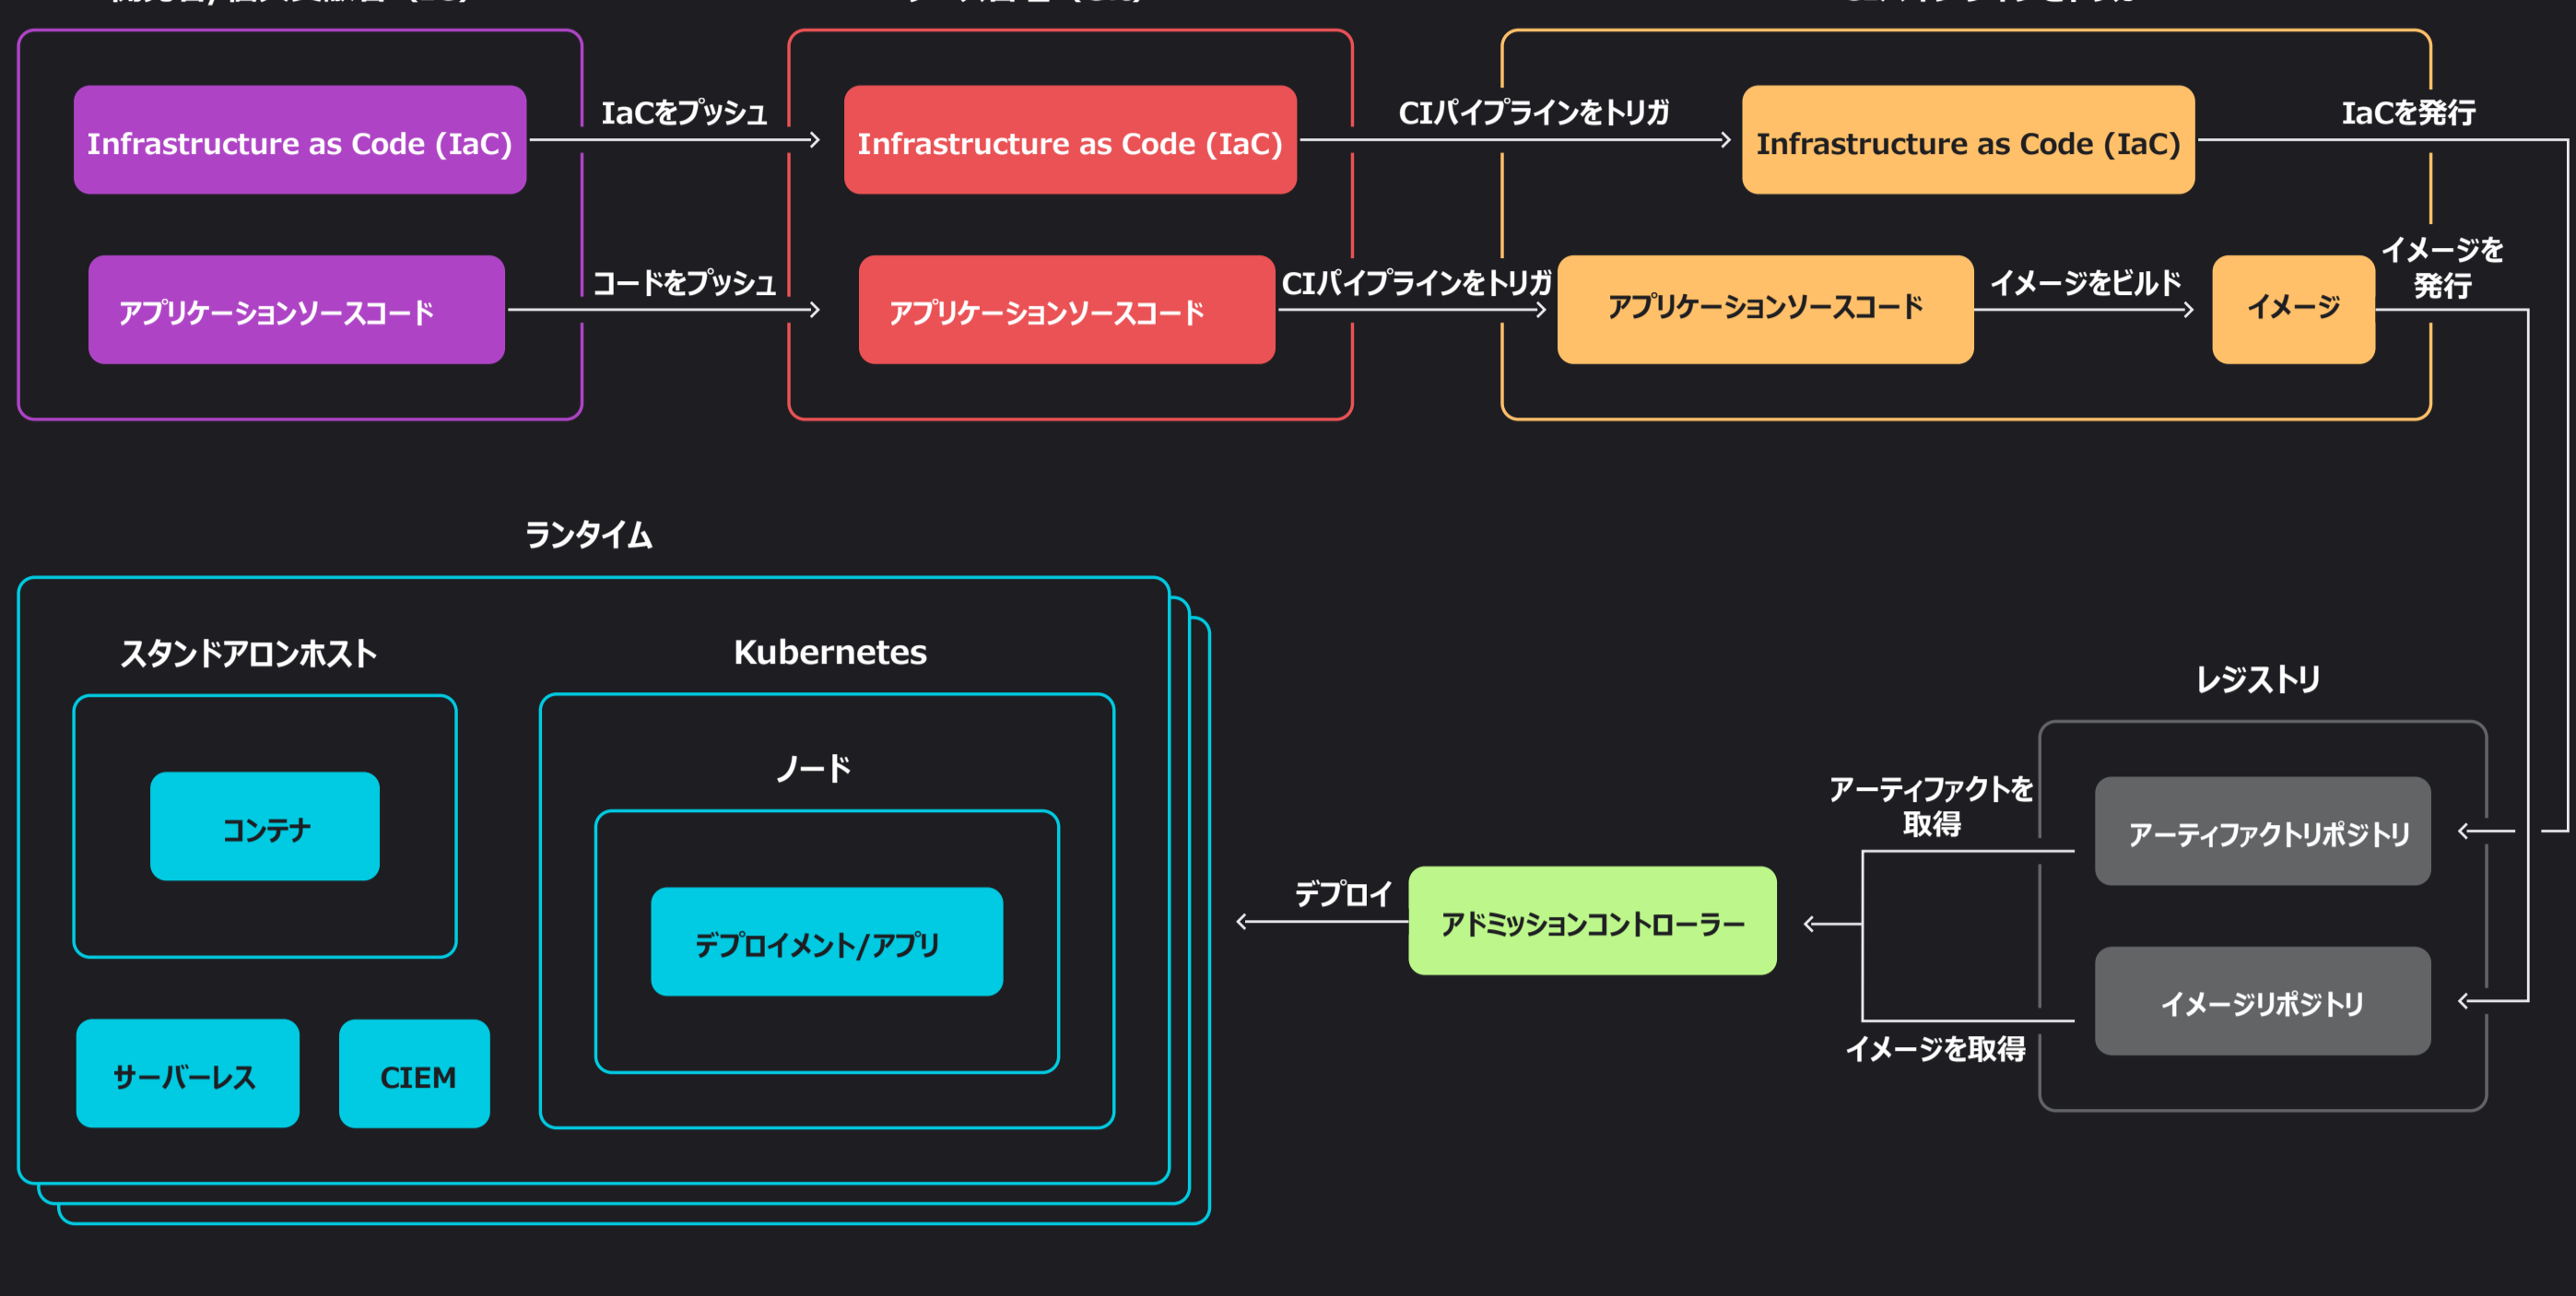 IaCをプッシュ
CIパイプラインをトリガ
IaCを発行
Infrastructure as Code (IaC)
Infrastructure as Code (IaC)
Infrastructure as Code (IaC)
コードをプッシュ
CIパイプラインをトリガ
イメージをビルド
イメージを
発行
アプリケーションソースコード
アプリケーションソースコード
アプリケーションソースコード
イメージ
ランタイム
スタンドアロンホスト
Kubernetes
コンテナ
ノード
デプロイメント/アプリ
サーバーレス
CIEM
デプロイ
アドミッションコントローラー
アーティファクトを
取得
イメージを取得
レジストリ
アーティファクトリポジトリ
イメージリポジトリ